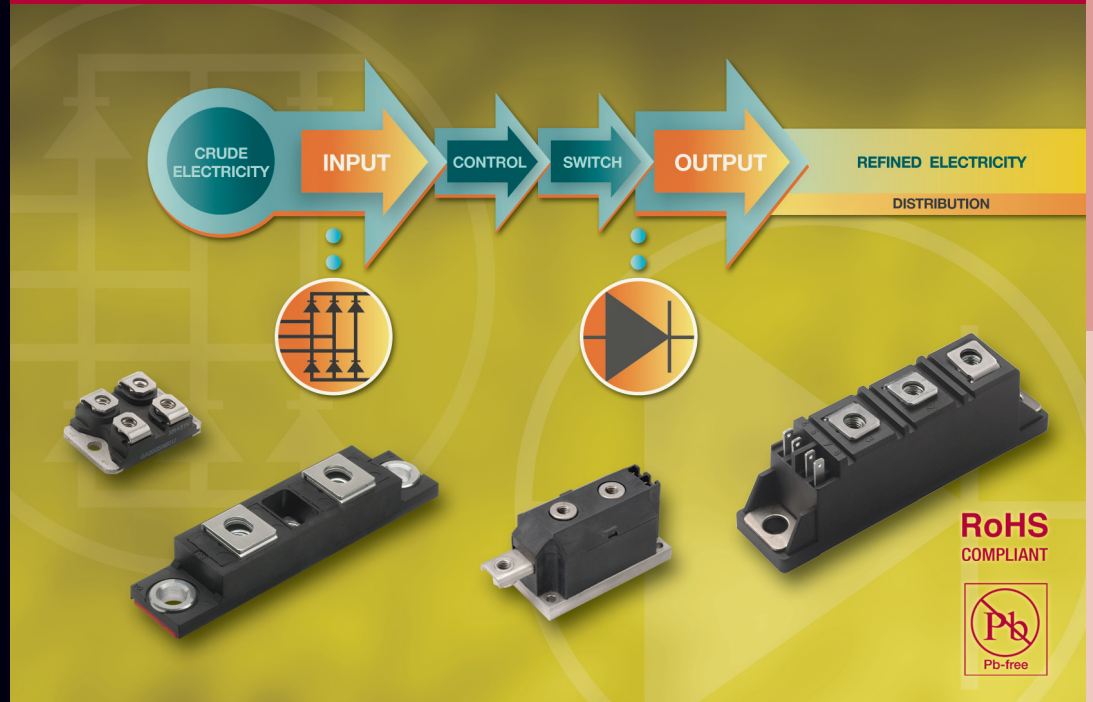 CRUDE
ELECTRICITY
INPUT
CONTROL
SWITCH
OUTPUT
REFINED ELECTRICITY
DISTRIBUTION
RoHS
COMPLIANT
Pb
Pb-free